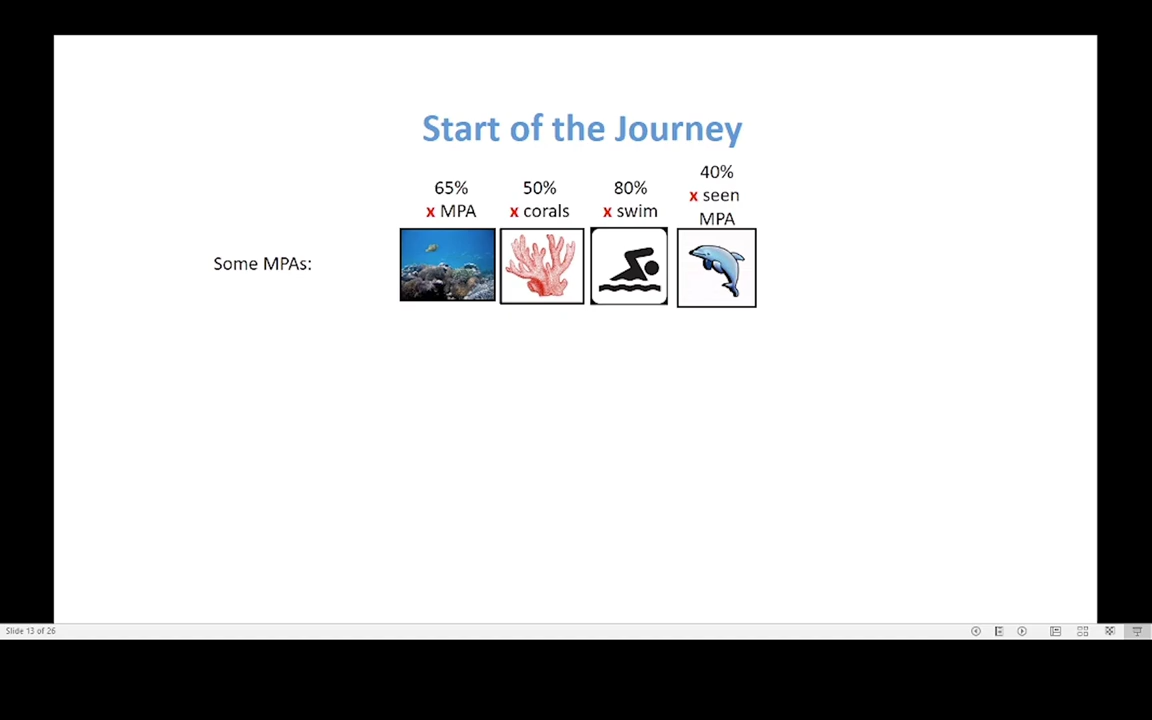 Start of the Journey
65%
x MPA
50%
x corals
80%
x swim
40%
x seen
MPA
Some MPAs:
Slide 13 of 26